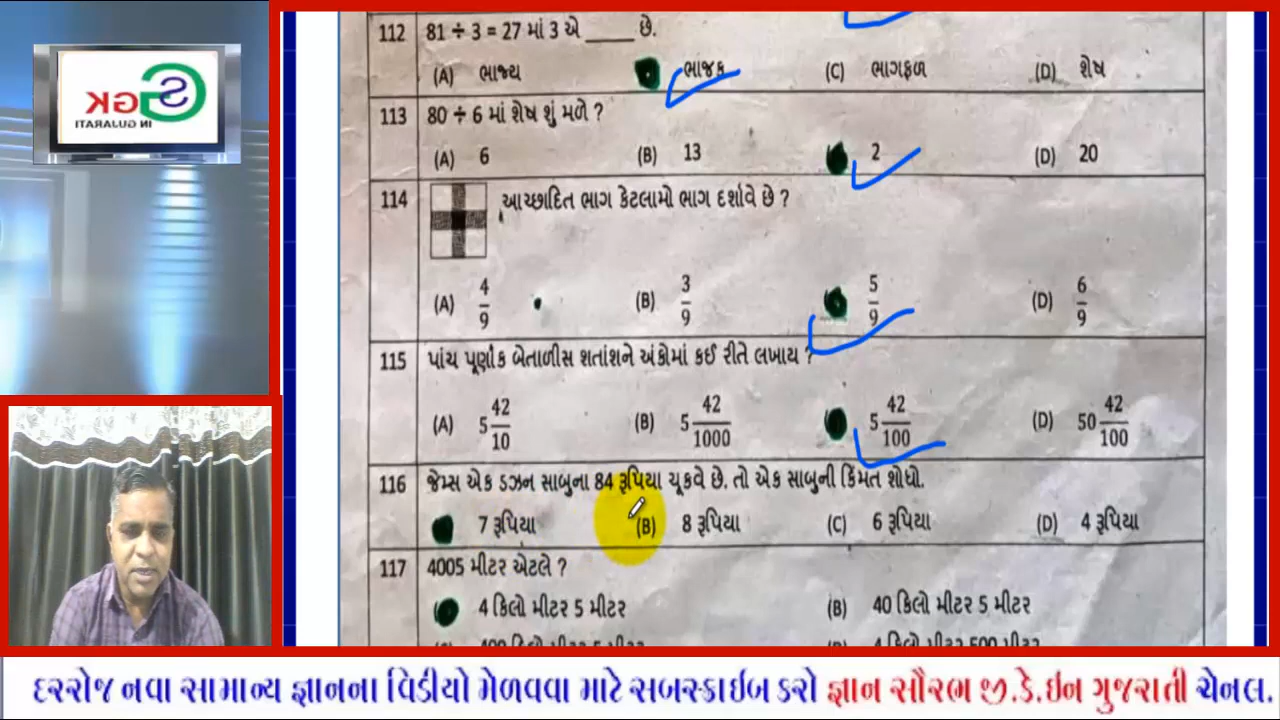 SGK
IN GUJARATI
112 81 ÷ 3 = 27 માં 3 એ ____ છે.
(A) ભાજ્ય ભાજક (C) ભાગફળ (D) શેષ
113 80 ÷ 6 માં શેષ શું મળે ?
(A) 6 (B) 13 2 (D) 20
114 આચ્છાદિત ભાગ કેટલામો ભાગ દર્શાવે છે ?
(A) 4/9 (B) 3/9 5/9 (D) 6/9
115 પાંચ પૂર્ણાંક બેતાળીસ શતાંશને અંકોમાં કઈ રીતે લખાય ?
(A) 5 42/10 (B) 5 42/1000 5 42/100 (D) 50 42/100
116 જેમ્સ એક ડઝન સાબુના 84 રૂપિયા ચૂકવે છે. તો એક સાબુની કિંમત શોધો.
7 રૂપિયા (B) 8 રૂપિયા (C) 6 રૂપિયા (D) 4 રૂપિયા
117 4005 મીટર એટલે ?
4 કિલો મીટર 5 મીટર (B) 40 કિલો મીટર 5 મીટર
દરરોજ નવા સામાન્ય જ્ઞાનના વિડીયો મેળવવા માટે સબસ્ક્રાઇબ કરો જ્ઞાન સૌરભ જી.કે.ઇન ગુજરાતી ચેનલ.